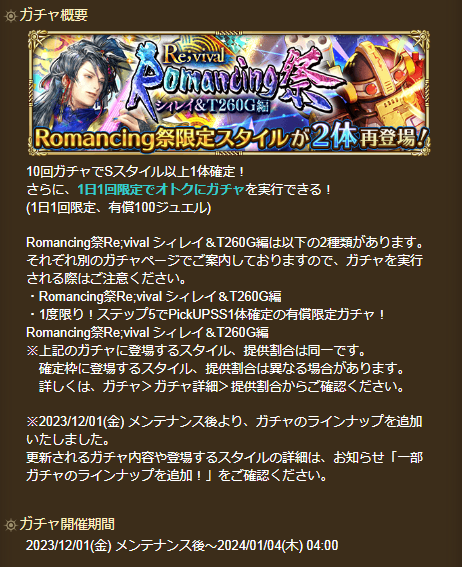 ガチャ概要
Re;vival
Romancing祭
シィレイ&T260G編
Romancing祭限定スタイルが2体再登場!
10回ガチャでSスタイル以上1体確定！
さらに、1日1回限定でオトクにガチャを実行できる！
(1日1回限定、有償100ジュエル)
Romancing祭Re;vival シィレイ＆T260G編は以下の2種類があります。
それぞれ別のガチャページでご案内しておりますので、ガチャを実行
される際はご注意ください。
・Romancing祭Re;vival シィレイ＆T260G編
・1度限り！ステップ5でPickUPSS1体確定の有償限定ガチャ！
Romancing祭Re;vival シィレイ＆T260G編
※上記のガチャに登場するスタイル、提供割合は同一です。
確定枠に登場するスタイル、提供割合は異なる場合があります。
詳しくは、ガチャ＞ガチャ詳細＞提供割合からご確認ください。
※2023/12/01(金) メンテナンス後より、ガチャのラインナップを追加
いたしました。
更新されるガチャ内容や登場するスタイルの詳細は、お知らせ「一部
ガチャのラインナップを追加！」をご確認ください。
ガチャ開催期間
2023/12/01(金) メンテナンス後～2024/01/04(木) 04:00